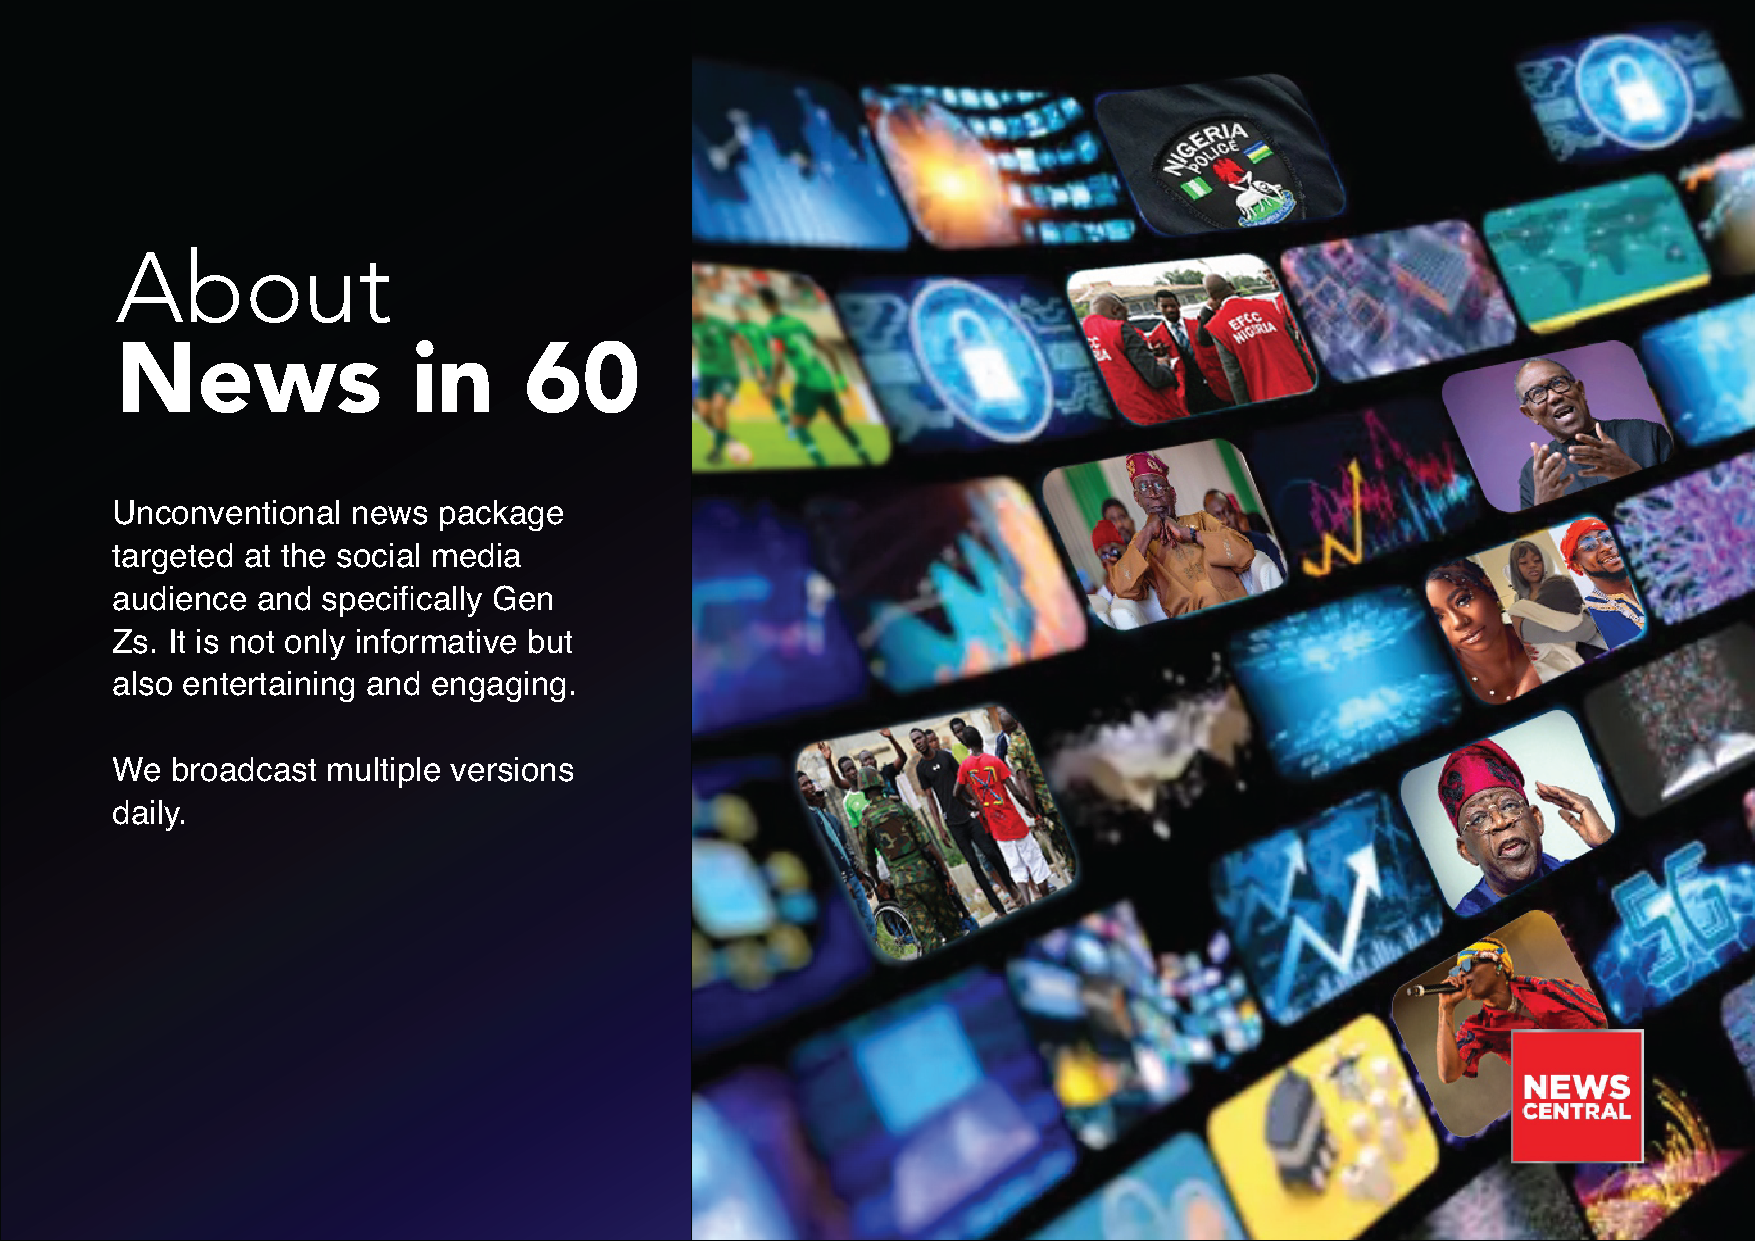 About
News in 60
Unconventional news package
targeted at the social media
audience and specifically Gen
Zs. It is not only informative but
also entertaining and engaging.
We broadcast multiple versions
daily.
NIGERIA
POLICE
EFCC
NIGERIA
5G
NEWS
CENTRAL